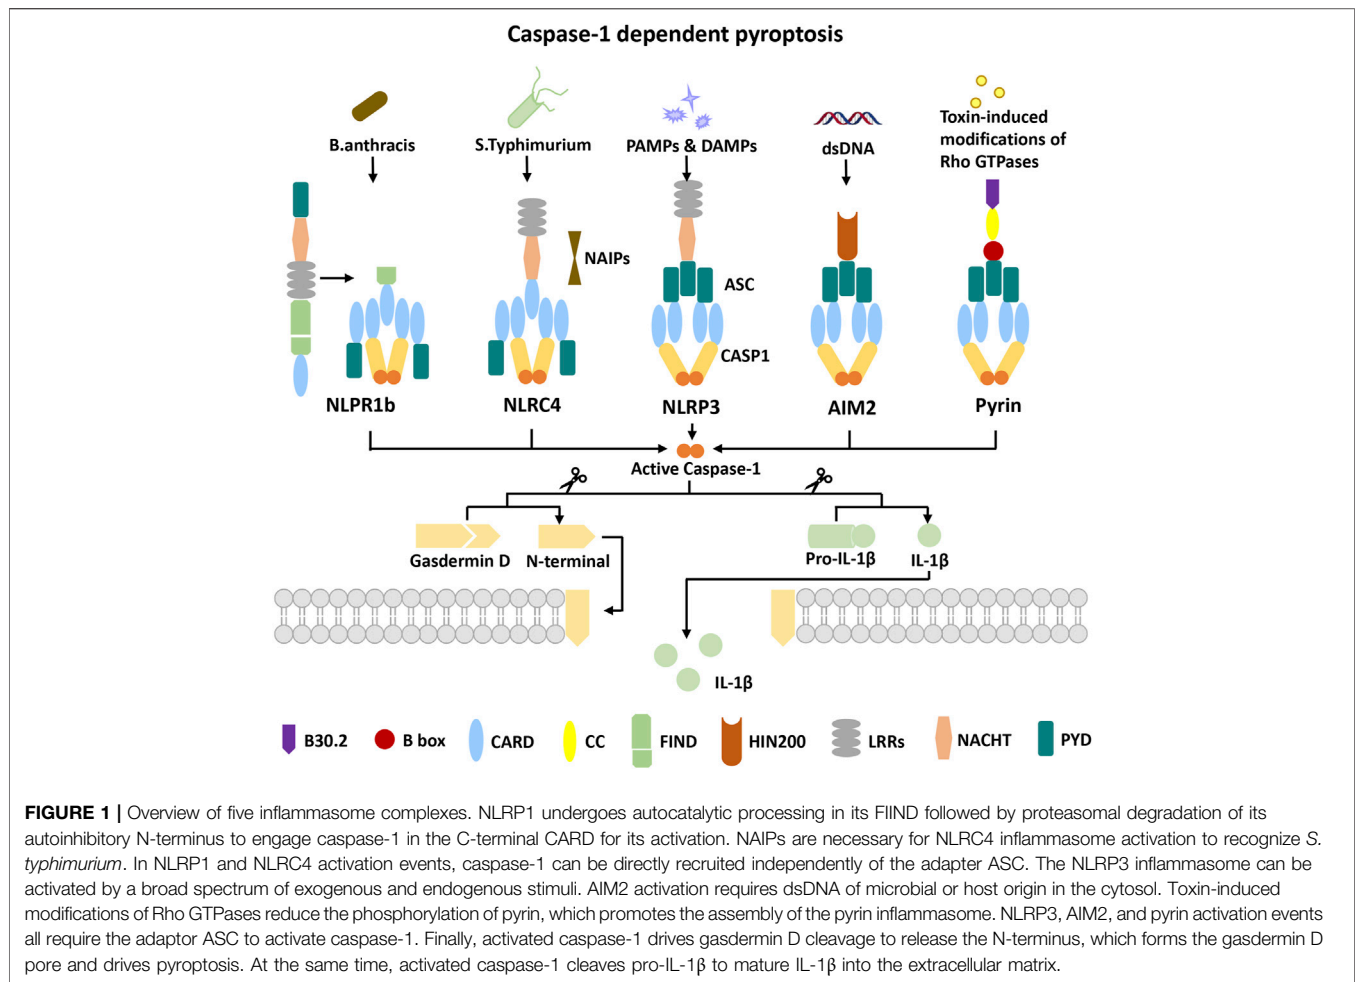 Caspase-1 dependent pyroptosis
B.anthracis
S.Typhimurium
PAMPs & DAMPs
dsDNA
Toxin-induced
modifications of
Rho GTPases
NAIPs
ASC
CASP1
NLPR1b
NLRC4
NLRP3
AIM2
Pyrin
Active Caspase-1
Gasdermin D
N-terminal
Pro-IL-1β
IL-1β
IL-1β
B30.2
B box
CARD
CC
FIND
HIN200
LRRs
NACHT
PYD
FIGURE 1 | Overview of five inflammasome complexes. NLRP1 undergoes autocatalytic processing in its FIIND followed by proteasomal degradation of its
autoinhibitory N-terminus to engage caspase-1 in the C-terminal CARD for its activation. NAIPs are necessary for NLRC4 inflammasome activation to recognize S.
typhimurium. In NLRP1 and NLRC4 activation events, caspase-1 can be directly recruited independently of the adapter ASC. The NLRP3 inflammasome can be
activated by a broad spectrum of exogenous and endogenous stimuli. AIM2 activation requires dsDNA of microbial or host origin in the cytosol. Toxin-induced
modifications of Rho GTPases reduce the phosphorylation of pyrin, which promotes the assembly of the pyrin inflammasome. NLRP3, AIM2, and pyrin activation events
all require the adaptor ASC to activate caspase-1. Finally, activated caspase-1 drives gasdermin D cleavage to release the N-terminus, which forms the gasdermin D
pore and drives pyroptosis. At the same time, activated caspase-1 cleaves pro-IL-1β to mature IL-1β into the extracellular matrix.